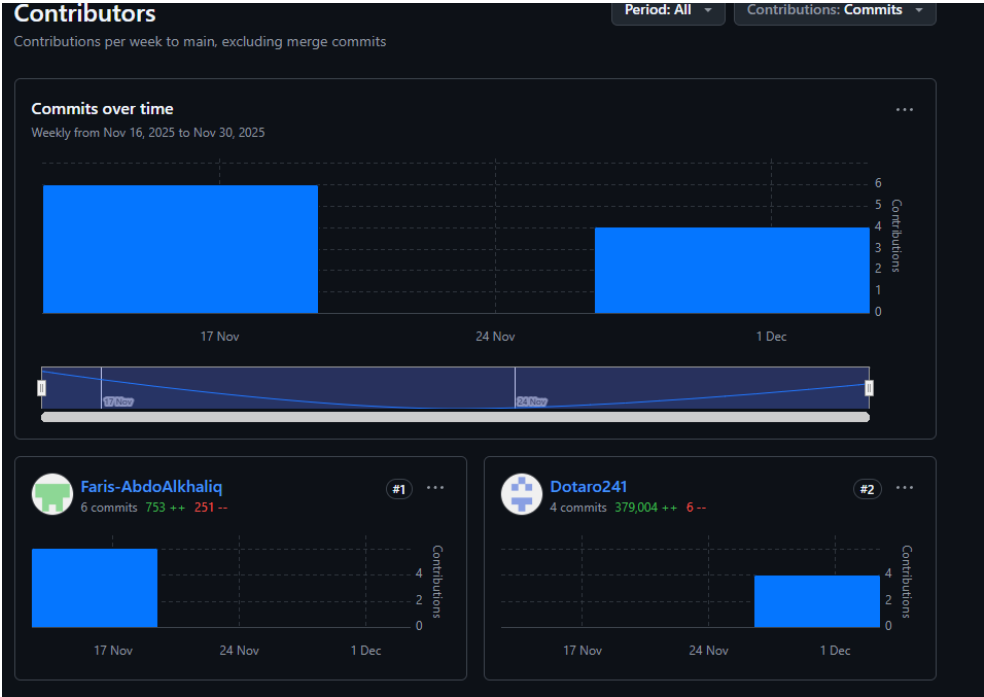 Contributors
Period: All
Contributions: Commits
Contributions per week to main, excluding merge commits
Commits over time
Weekly from Nov 16, 2025 to Nov 30, 2025
6
5
4
3
2
1
0
Contributions
17 Nov
24 Nov
1 Dec
17 Nov
24 Nov
Faris-AbdoAlkhaliq
#1
6 commits 753 ++ 251 --
4
2
0
Contributions
17 Nov
24 Nov
1 Dec
Dotaro241
#2
4 commits 379,004 ++ 6 --
4
2
0
Contributions
17 Nov
24 Nov
1 Dec